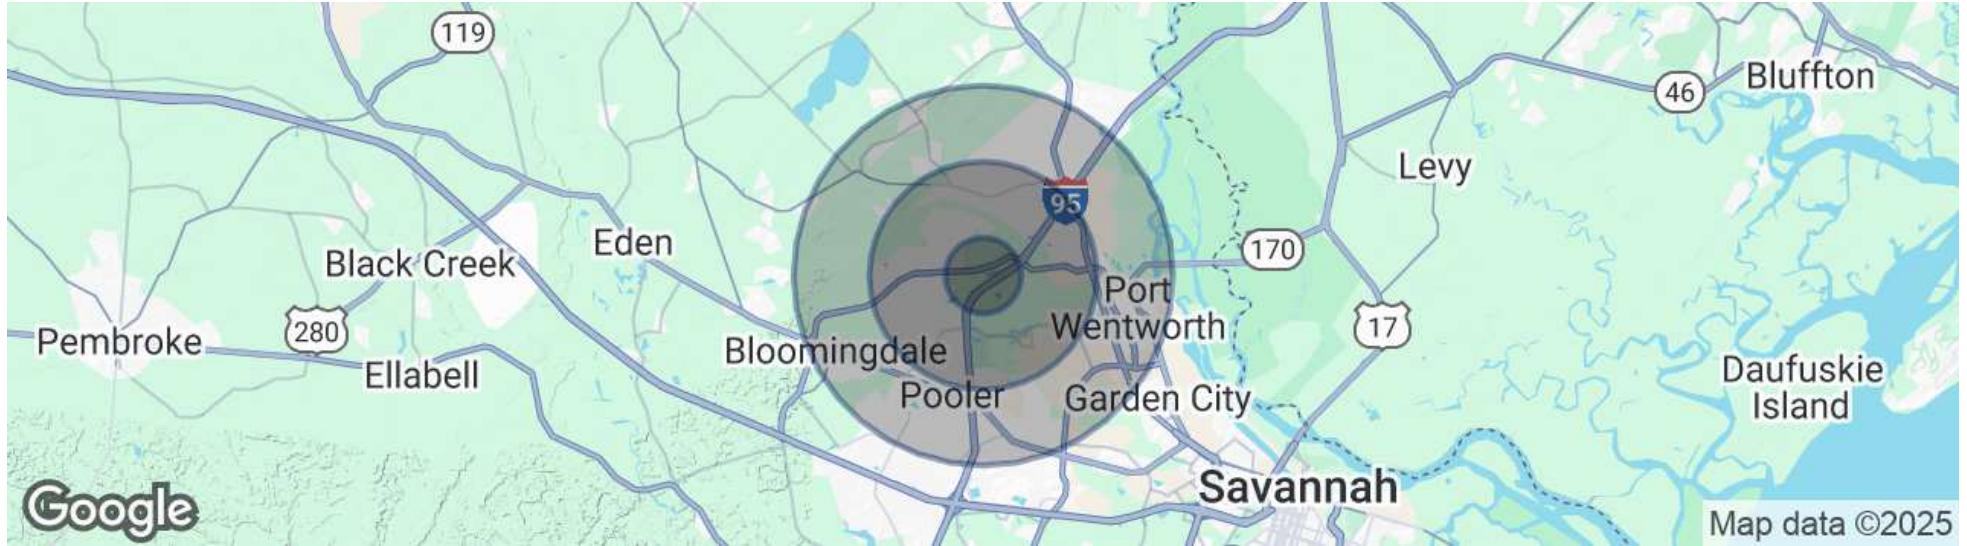 119
Bluffton
46
Levy
95
Eden
170
Black Creek
Port
Wentworth
280
17
Pembroke
Bloomingdale
Ellabell
Pooler
Garden City
Daufuskie
Island
Savannah
Google
Map data ©2025